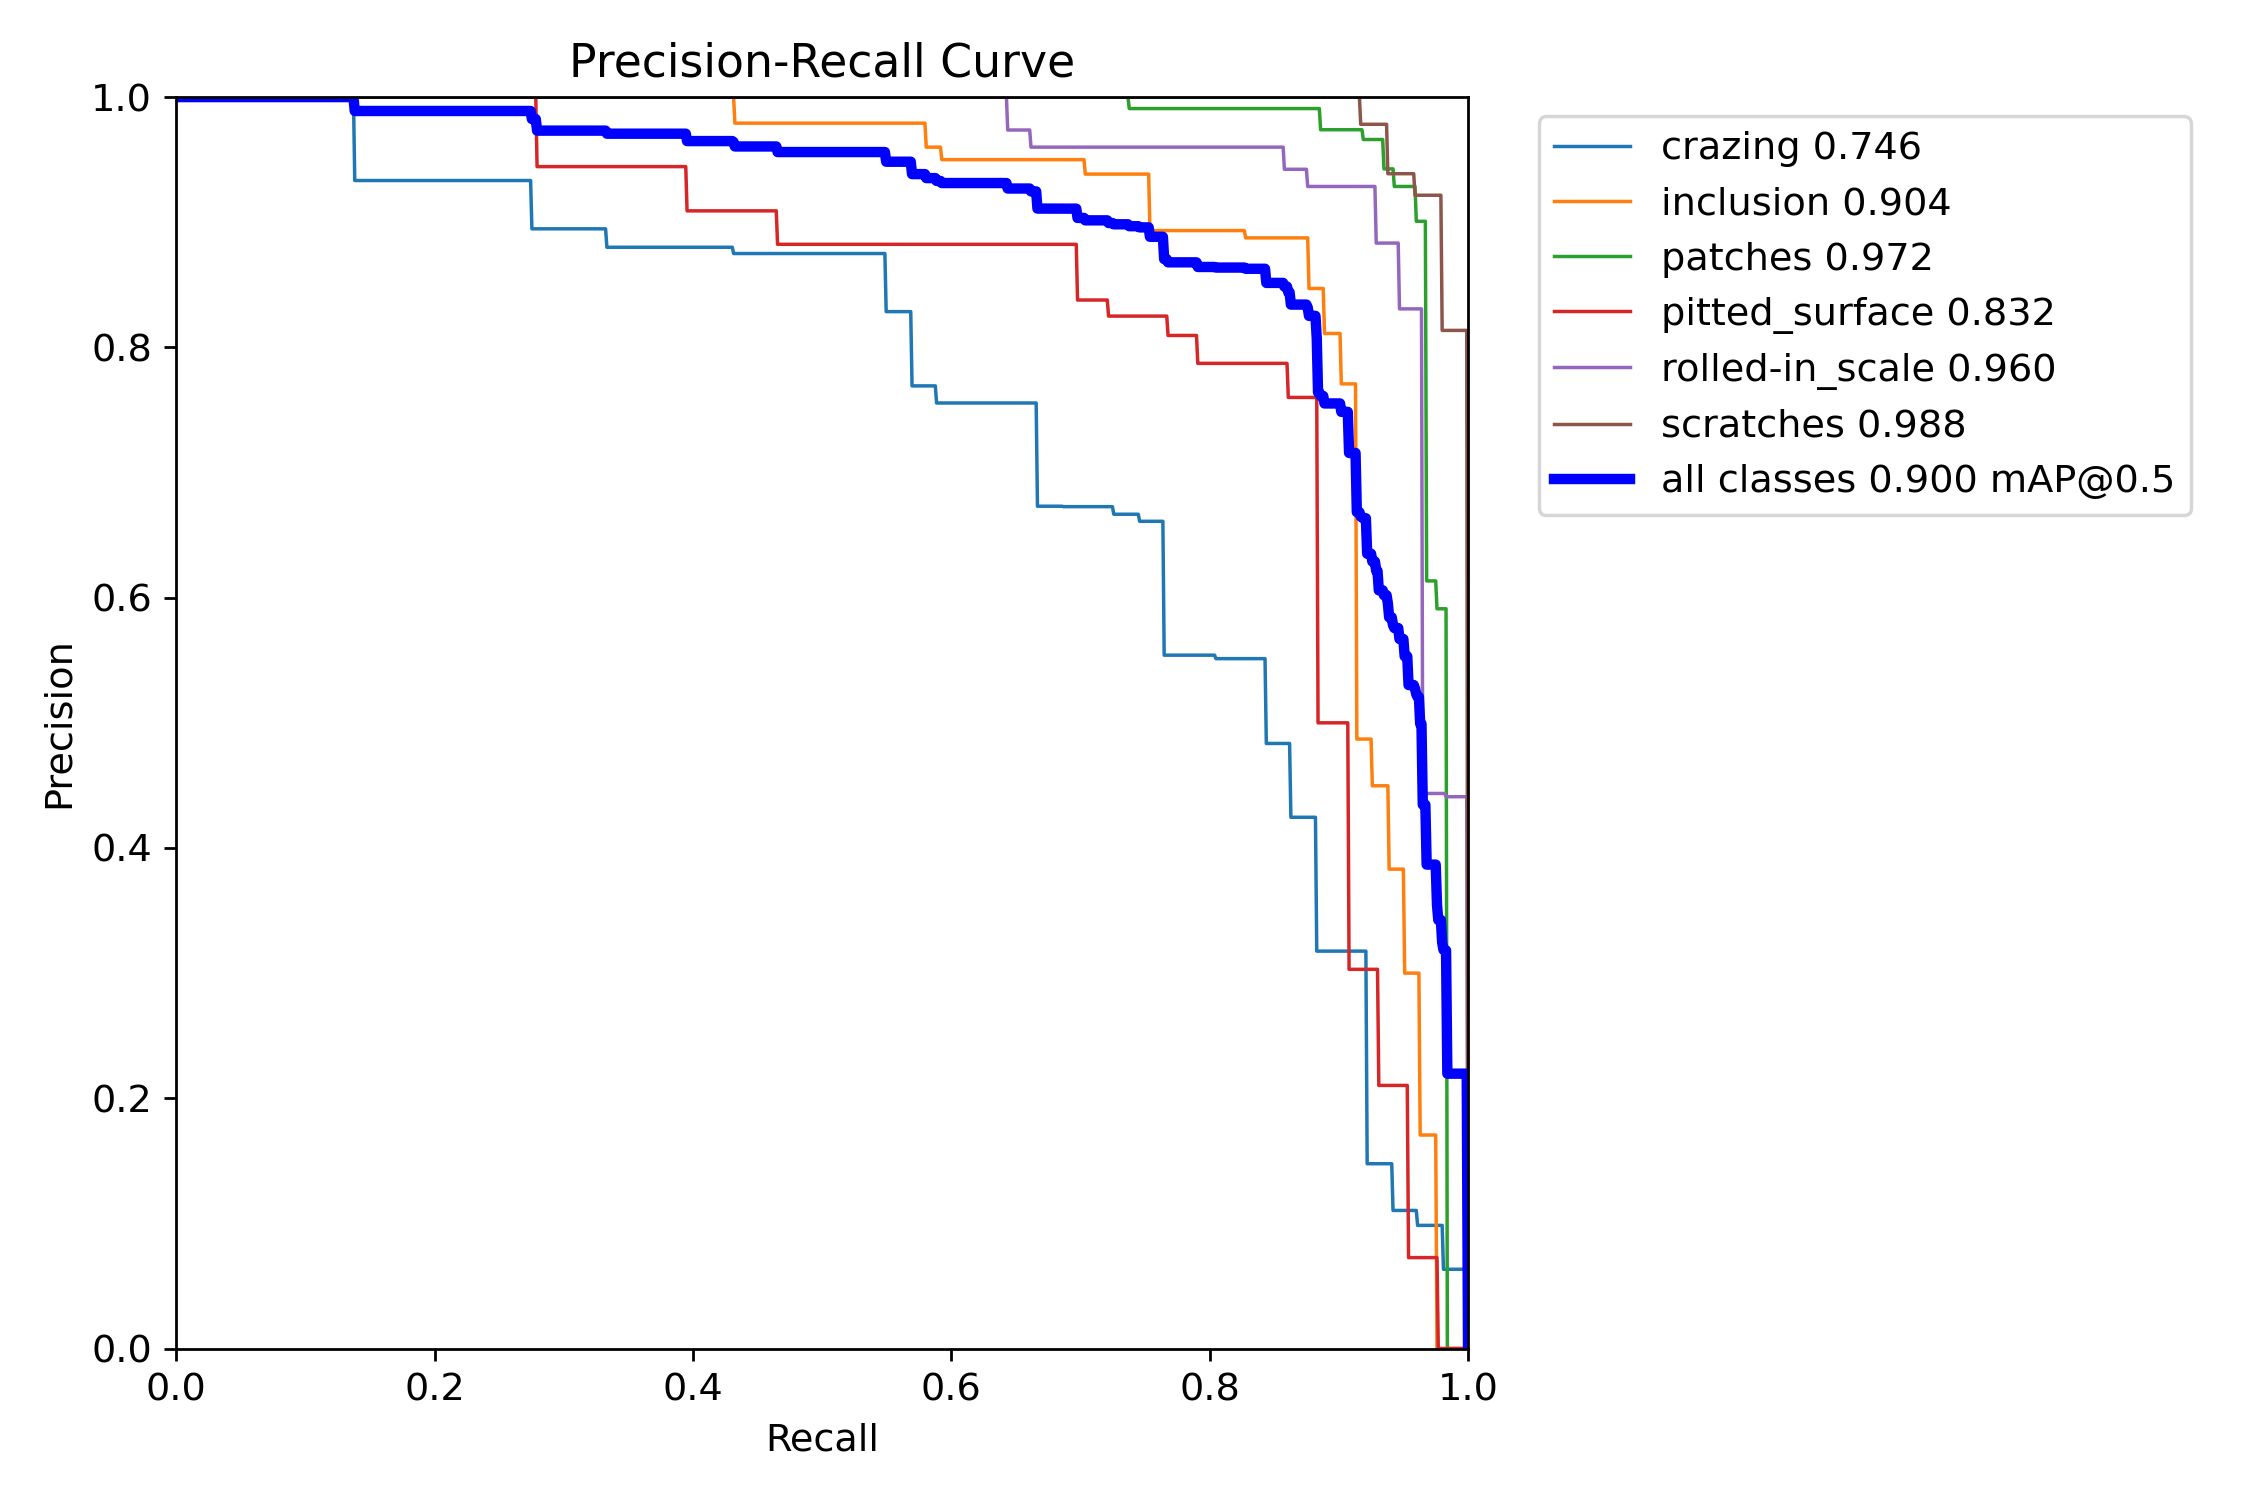 Precision-Recall Curve
1.0
0.8
0.6
0.4
0.2
0.0
Precision
0.0 0.2 0.4 0.6 0.8 1.0
Recall
crazing 0.746
inclusion 0.904
patches 0.972
pitted_surface 0.832
rolled-in_scale 0.960
scratches 0.988
all classes 0.900 mAP@0.5